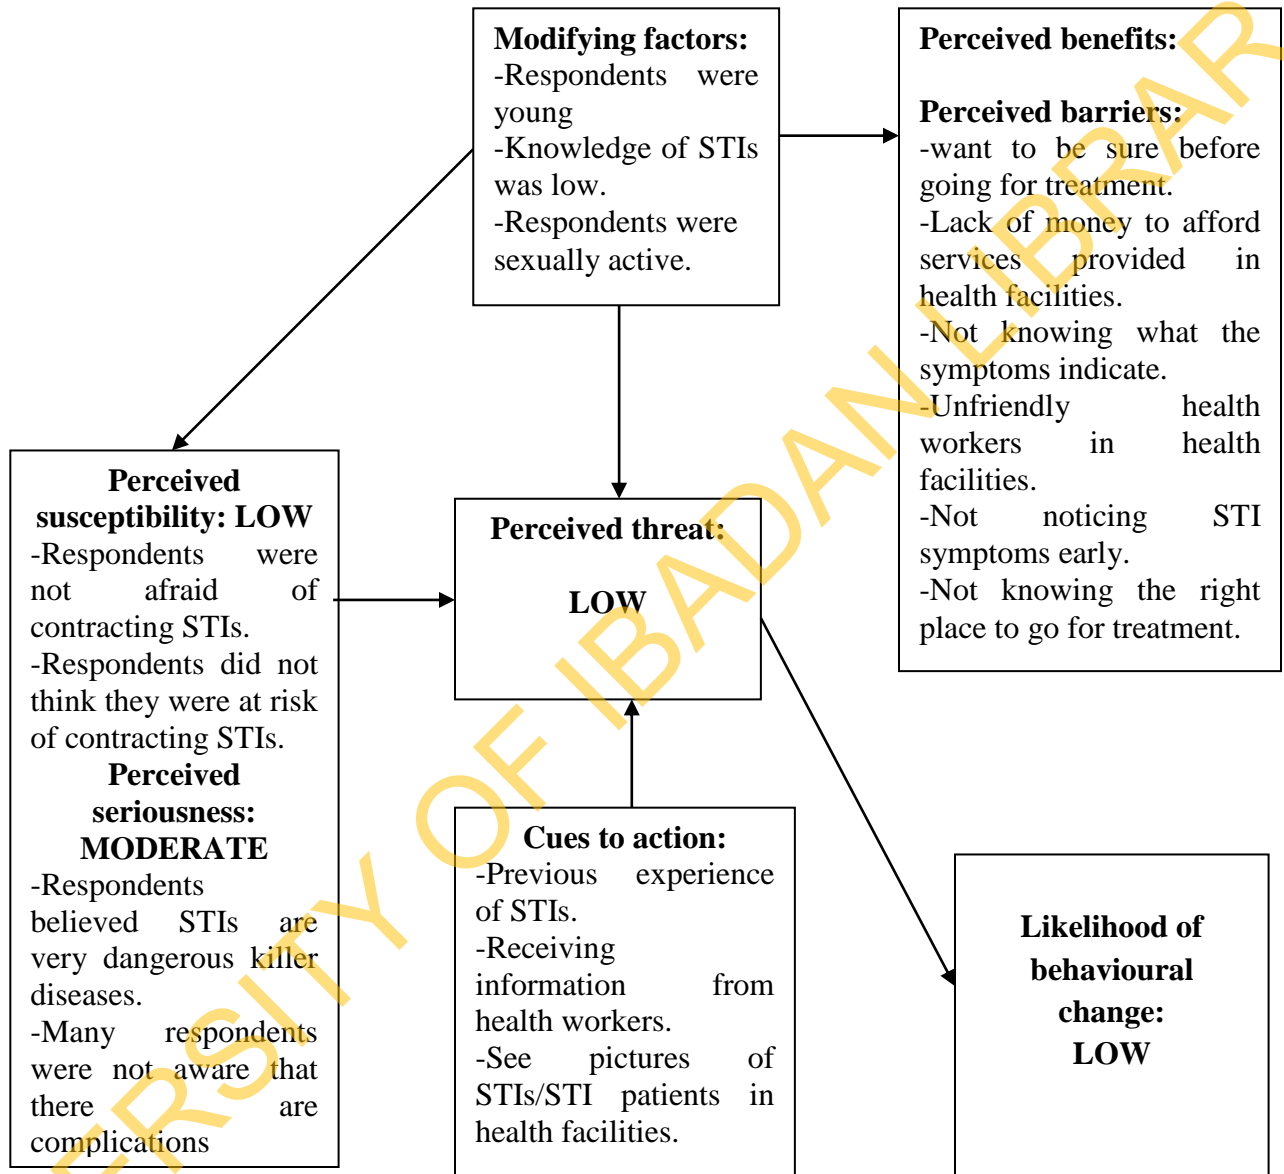 Modifying factors:
-Respondents were
young
-Knowledge of STIs
was low.
-Respondents were
sexually active.
Perceived benefits:
Perceived barriers:
-want to be sure before
going for treatment.
-Lack of money to afford
services provided in
health facilities.
-Not knowing what the
symptoms indicate.
-Unfriendly health
workers in health
facilities.
-Not noticing STI
symptoms early.
-Not knowing the right
place to go for treatment.
Perceived
susceptibility: LOW
-Respondents were
not afraid of
contracting STIs.
-Respondents did not
think they were at risk
of contracting STIs.
Perceived
seriousness:
MODERATE
-Respondents
believed STIs are
very dangerous killer
diseases.
-Many respondents
were not aware that
there are
complications
Perceived threat:
LOW
Cues to action:
-Previous experience
of STIs.
-Receiving
information from
health workers.
-See pictures of
STIs/STI patients in
health facilities.
Likelihood of
behavioural
change:
LOW
ERSITY OF IBADAN LIBRAR